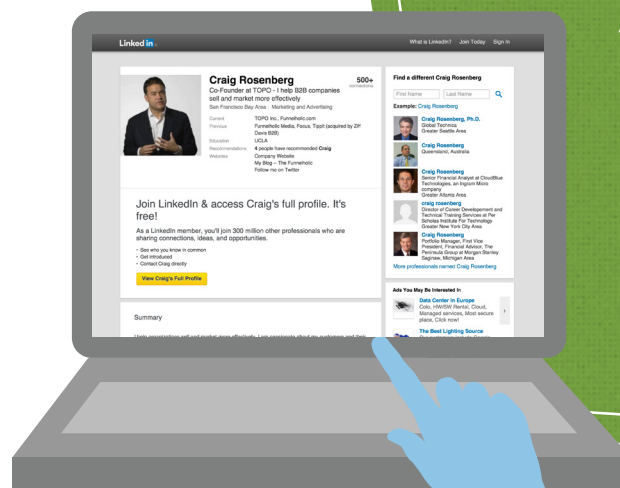 Linked in
What is LinkedIn? Join Today Sign In
Craig Rosenberg
500+
connections
Co-Founder at TOPO - I help B2B companies
sell and market more effectively
San Francisco Bay Area | Marketing and Advertising
Current TOPO Inc., Funnelholic.com
Previous Funnelholic Media, Focus, Tippit (acquired by Ziff
Davis B2B)
Education UCLA
Recommendations 4 people have recommended Craig
Websites Company Website
My Blog – The Funnelholic
Follow me on Twitter
Join LinkedIn & access Craig's full profile. It's
free!
As a LinkedIn member, you'll join 300 million other professionals who are
sharing connections, ideas, and opportunities.
· See who you know in common
· Get introduced
· Contact Craig directly
View Craig's Full Profile
Summary
Find a different Craig Rosenberg
First Name Last Name
Example: Craig Rosenberg
Craig Rosenberg, Ph.D.
Global Technica
Greater Seattle Area
Craig Rosenberg
Queensland, Australia
Craig Rosenberg
Senior Financial Analyst at CloudBlue
Technologies, an Ingram Micro
company
Greater Atlanta Area
craig rosenberg
Director of Career Developement and
Technical Training Services at Per
Scholas Institute For Technology
Greater New York City Area
Craig Rosenberg
Portfolio Manager, First Vice
President, Financial Advisor, The
Peninsula Group at Morgan Stanley
Saginaw, Michigan Area
More professionals named Craig Rosenberg
Ads You May Be Interested In
Data Center in Europe
Colo, HW/SW Rental, Cloud,
Managed services, Most secure
place, Click now!
The Best Lighting Source